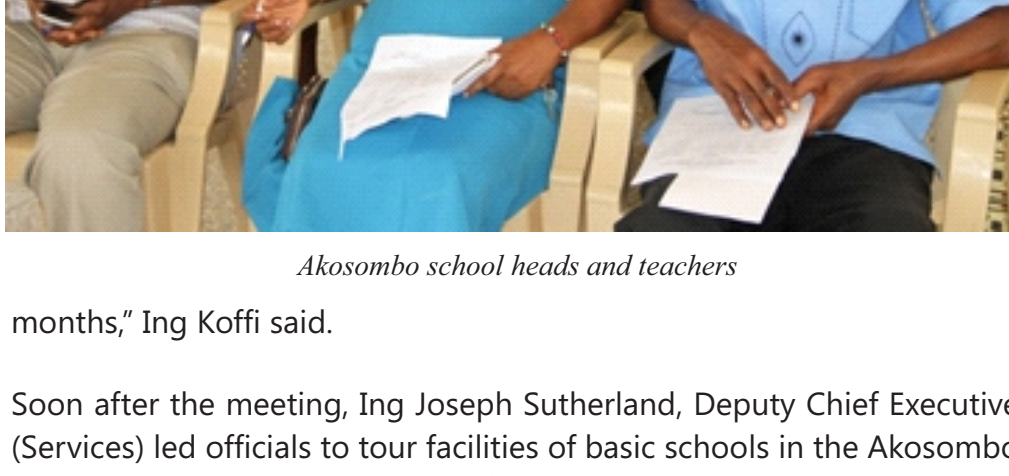 Akosombo school heads and teachers
months,” Ing Koffi said.
Soon after the meeting, Ing Joseph Sutherland, Deputy Chief Executive
(Services) led officials to tour facilities of basic schools in the Akosombo